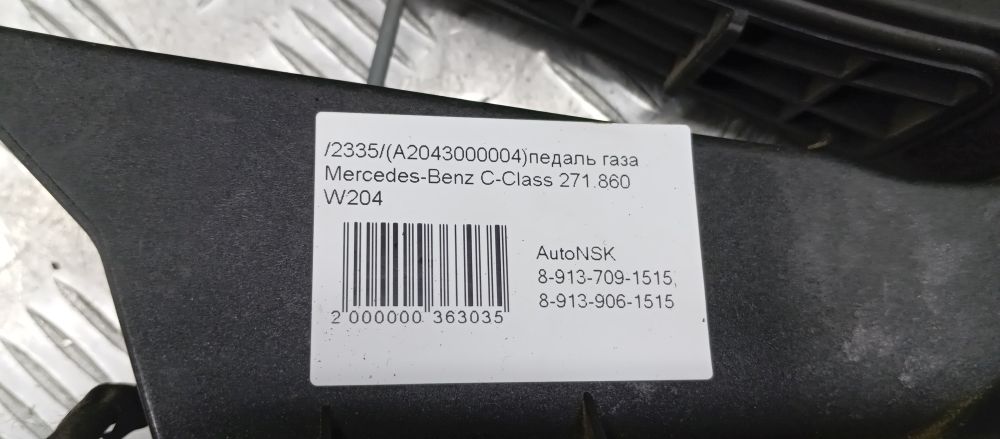 /2335/(A2043000004)педаль газа
Mercedes-Benz C-Class 271.860
W204
AutoNSK
8-913-709-1515,
8-913-906-1515
2 000000 363035